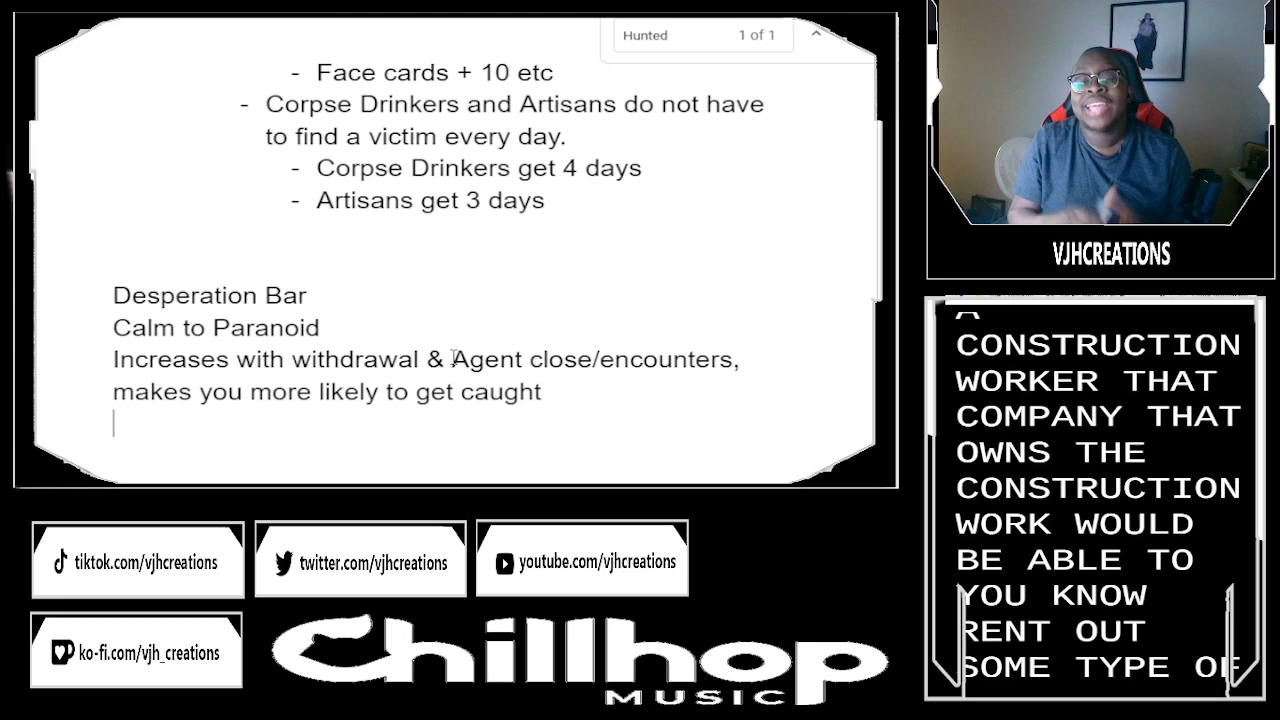 Hunted 1 of 1
- Face cards + 10 etc
- Corpse Drinkers and Artisans do not have
to find a victim every day.
- Corpse Drinkers get 4 days
- Artisans get 3 days
Desperation Bar
Calm to Paranoid
Increases with withdrawal & Agent close/encounters,
makes you more likely to get caught
VJHCREATIONS
CONSTRUCTION
WORKER THAT
COMPANY THAT
OWNS THE
CONSTRUCTION
WORK WOULD
BE ABLE TO
YOU KNOW
RENT OUT
SOME TYPE OF
tiktok.com/vjhcreations
twitter.com/vjhcreations
youtube.com/vjhcreations
ko-fi.com/vjh_creations
Chillhop
MUSIC